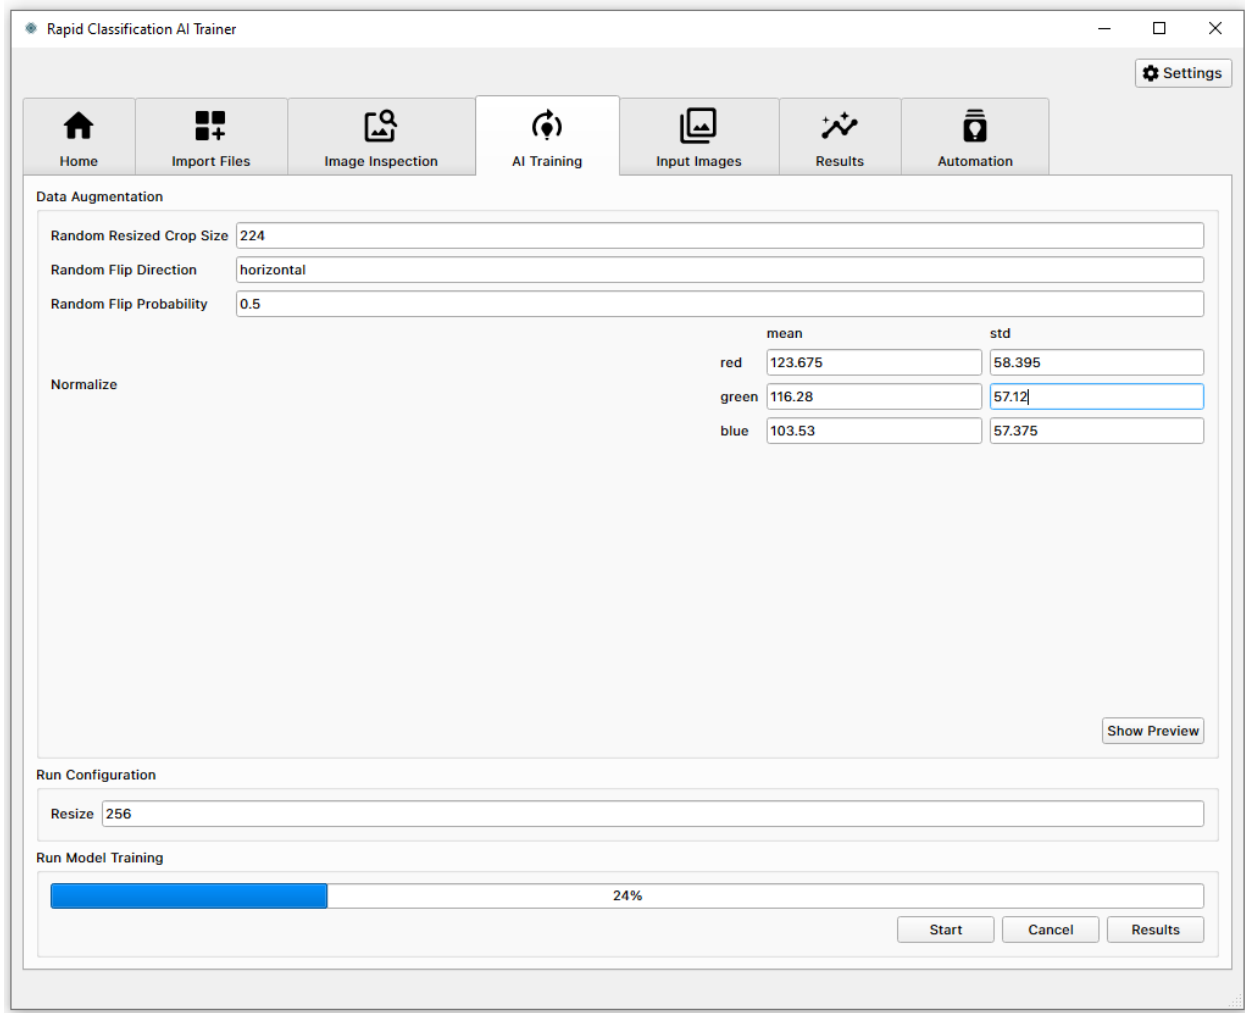 Rapid Classification AI Trainer
Settings
Home Import Files Image Inspection AI Training Input Images Results Automation
Data Augmentation
Random Resized Crop Size 224
Random Flip Direction horizontal
Random Flip Probability 0.5
mean std
red 123.675 58.395
Normalize
green 116.28 57.12
blue 103.53 57.375
Show Preview
Run Configuration
Resize 256
Run Model Training
24%
Start Cancel Results